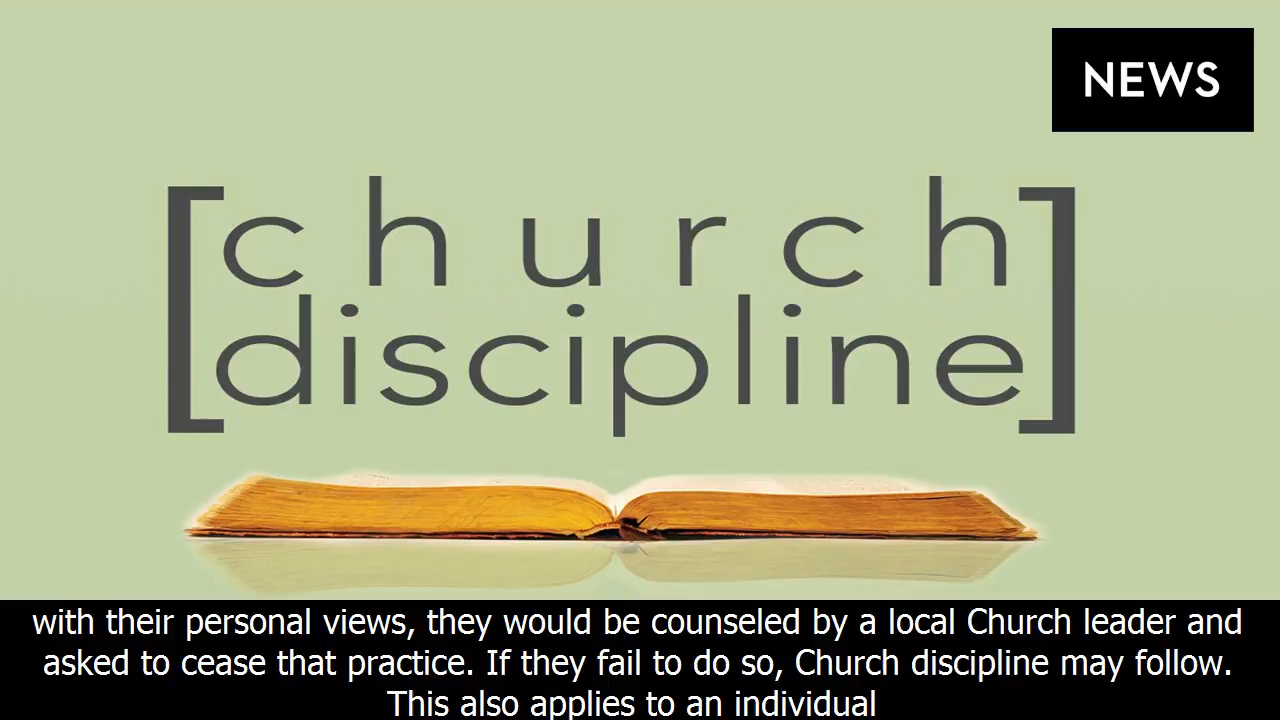 NEWS
[church
discipline]
with their personal views, they would be counseled by a local Church leader and
asked to cease that practice. If they fail to do so, Church discipline may follow.
This also applies to an individual